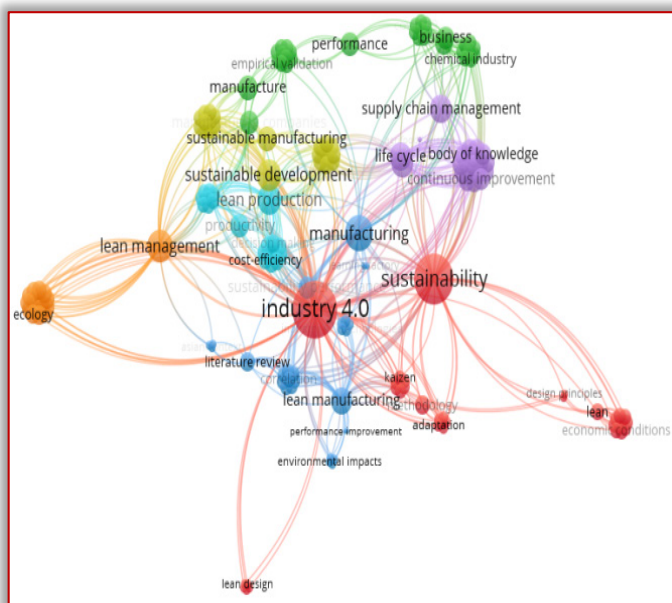 business
performance
chemical industry
empirical validation
manufacture
supply chain management
sustainable manufacturing
life cycle
body of knowledge
sustainable development
continuous improvement
lean production
productivity
manufacturing
lean management
cost-efficiency
sustainability
industry 4.0
ecology
literature review
correlation
kaizen
lean manufacturing
methodology
design principles
lean
adaptation
economic conditions
performance improvement
environmental impacts
lean design